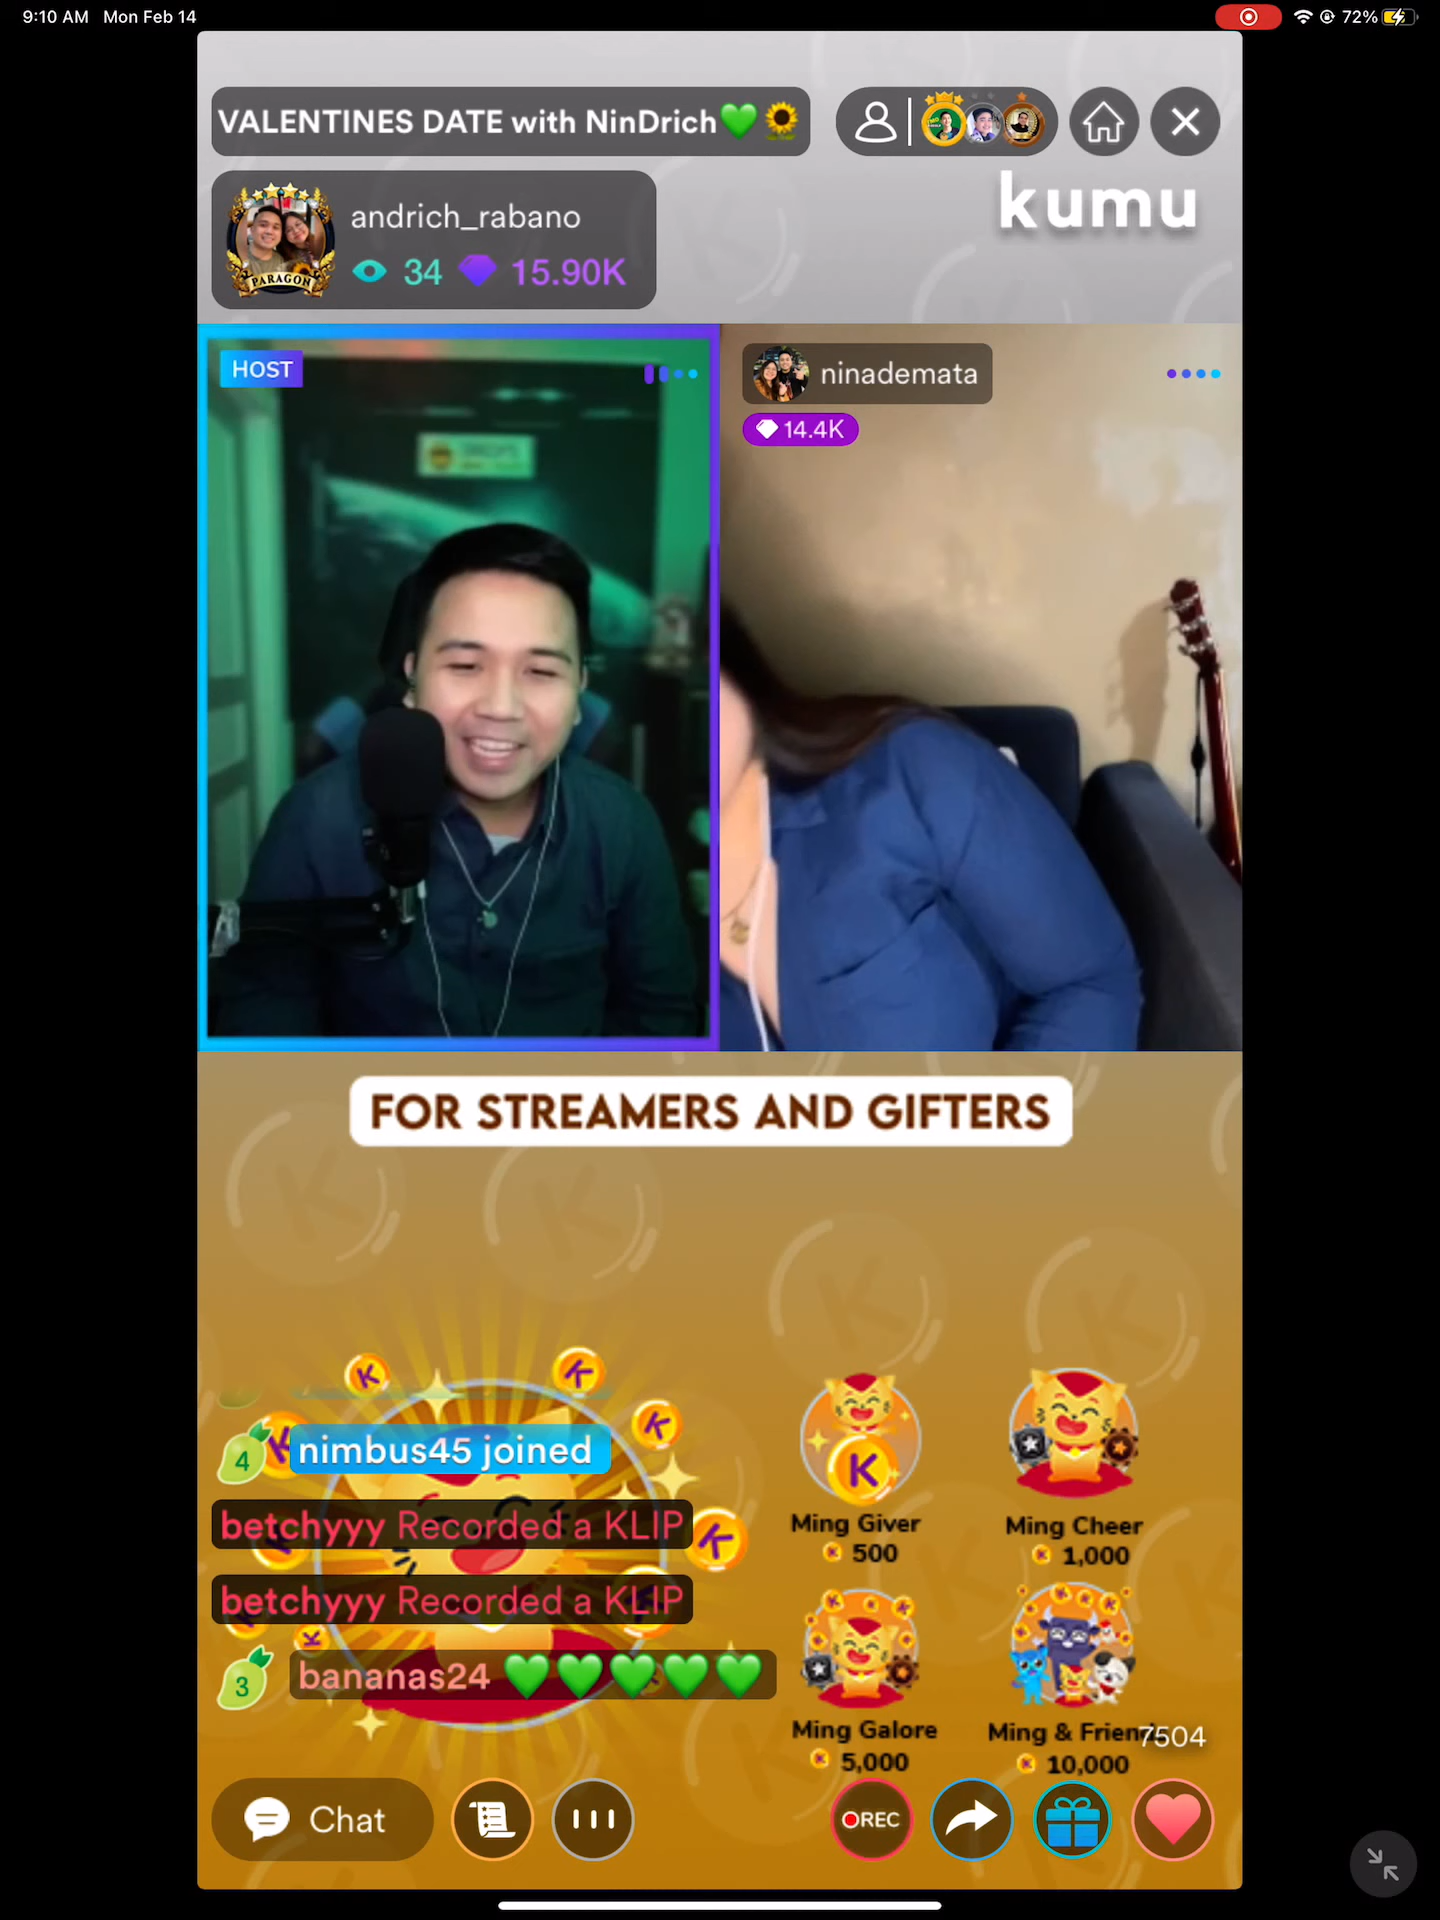 9:10 AM Mon Feb 14
72%
VALENTINES DATE with NinDrich💚🌻
kumu
andrich_rabano
34 15.90K
PARAGON
HOST
ninademata
14.4K
FOR STREAMERS AND GIFTERS
4 nimbus45 joined
betchyyy Recorded a KLIP
betchyyy Recorded a KLIP
3 bananas24 💚💚💚💚💚
Ming Giver
500
Ming Cheer
1,000
Ming Galore
5,000
Ming & Friends
10,000
7504
Chat
REC